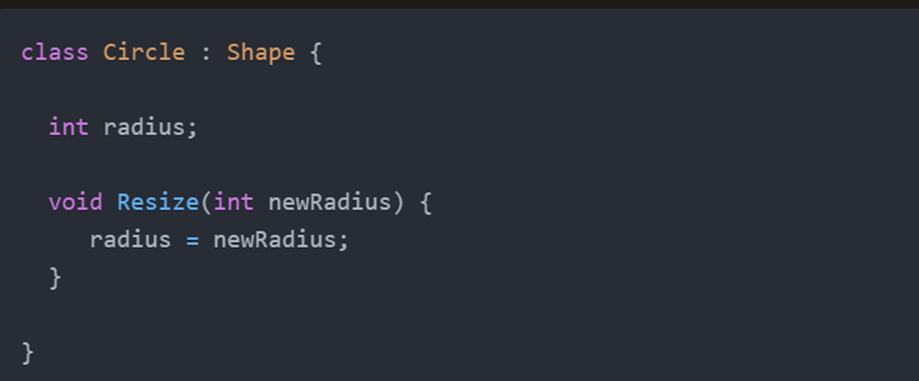 class Circle : Shape {
int radius;
void Resize(int newRadius) {
radius = newRadius;
}
}